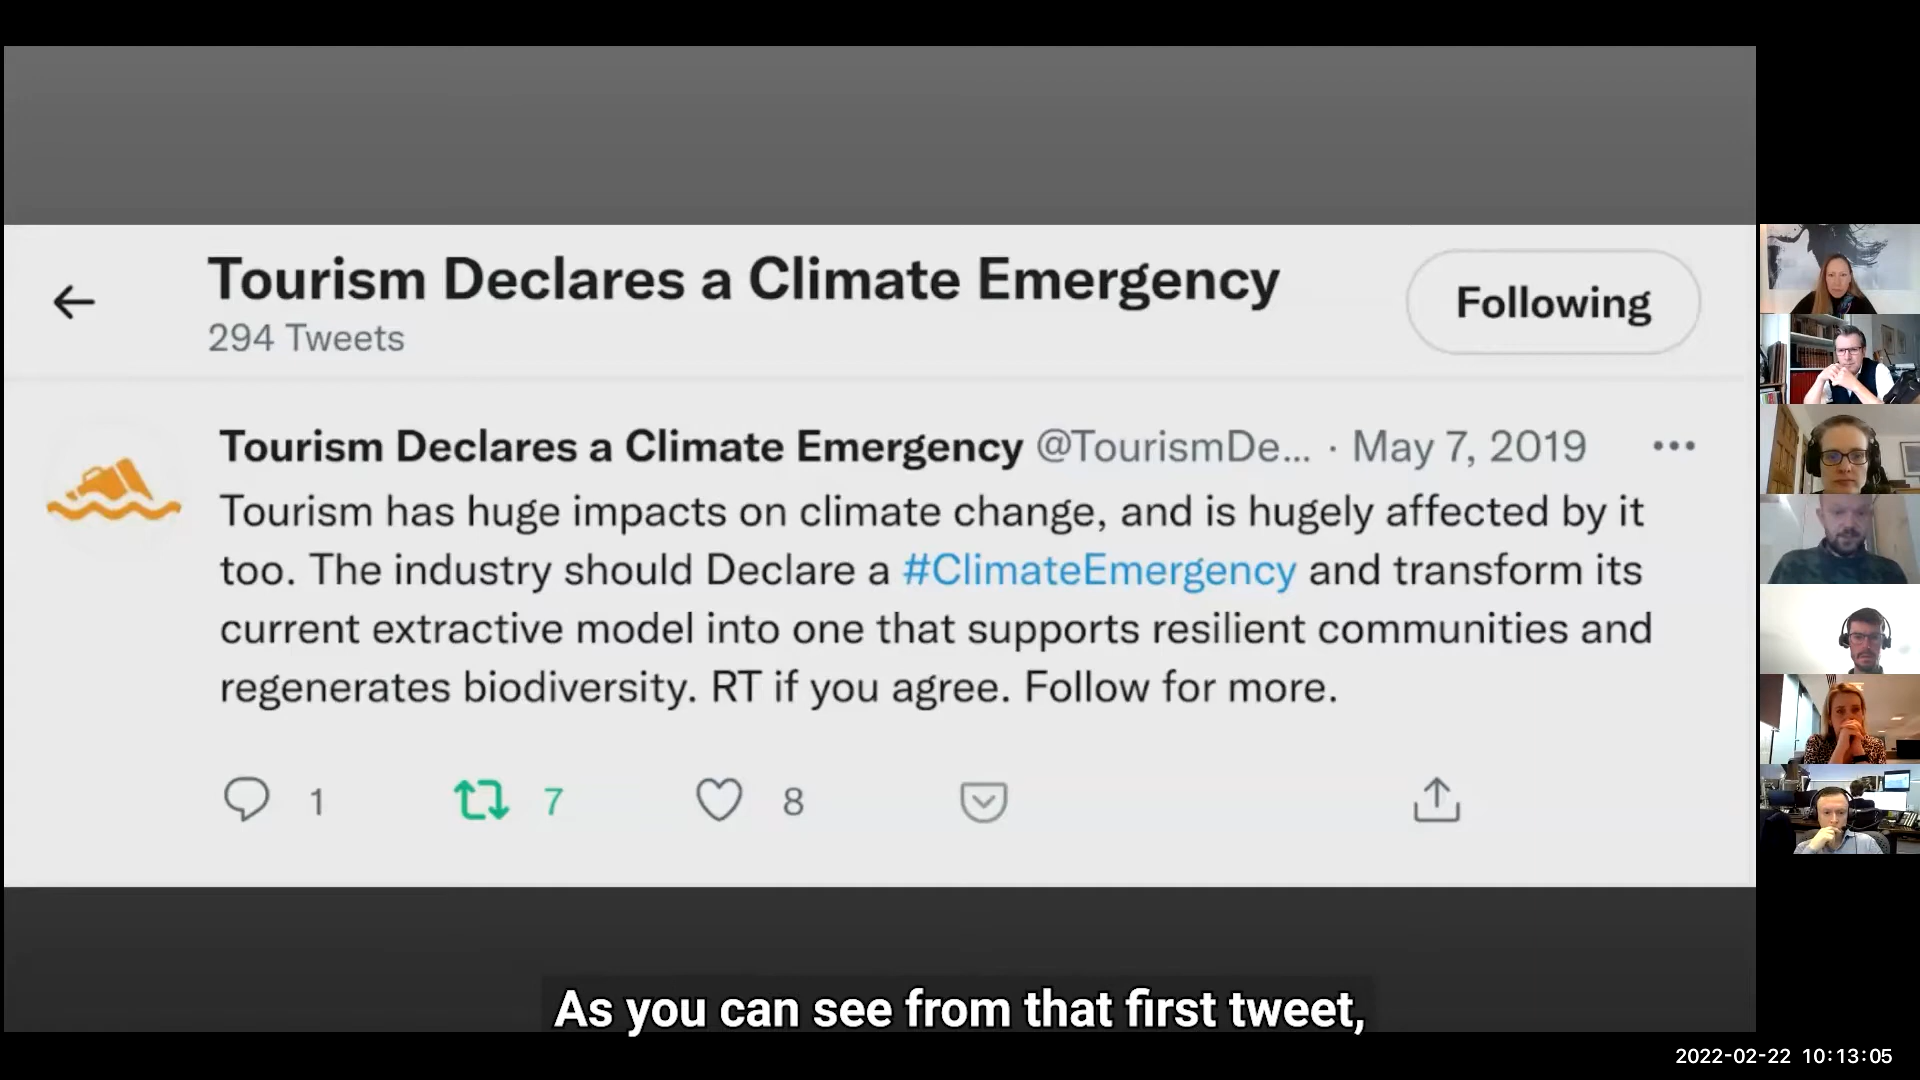 Tourism Declares a Climate Emergency
294 Tweets
Following
Tourism Declares a Climate Emergency @TourismDe... · May 7, 2019
Tourism has huge impacts on climate change, and is hugely affected by it
too. The industry should Declare a #ClimateEmergency and transform its
current extractive model into one that supports resilient communities and
regenerates biodiversity. RT if you agree. Follow for more.
1 7 8
As you can see from that first tweet,
2022-02-22 10:13:05